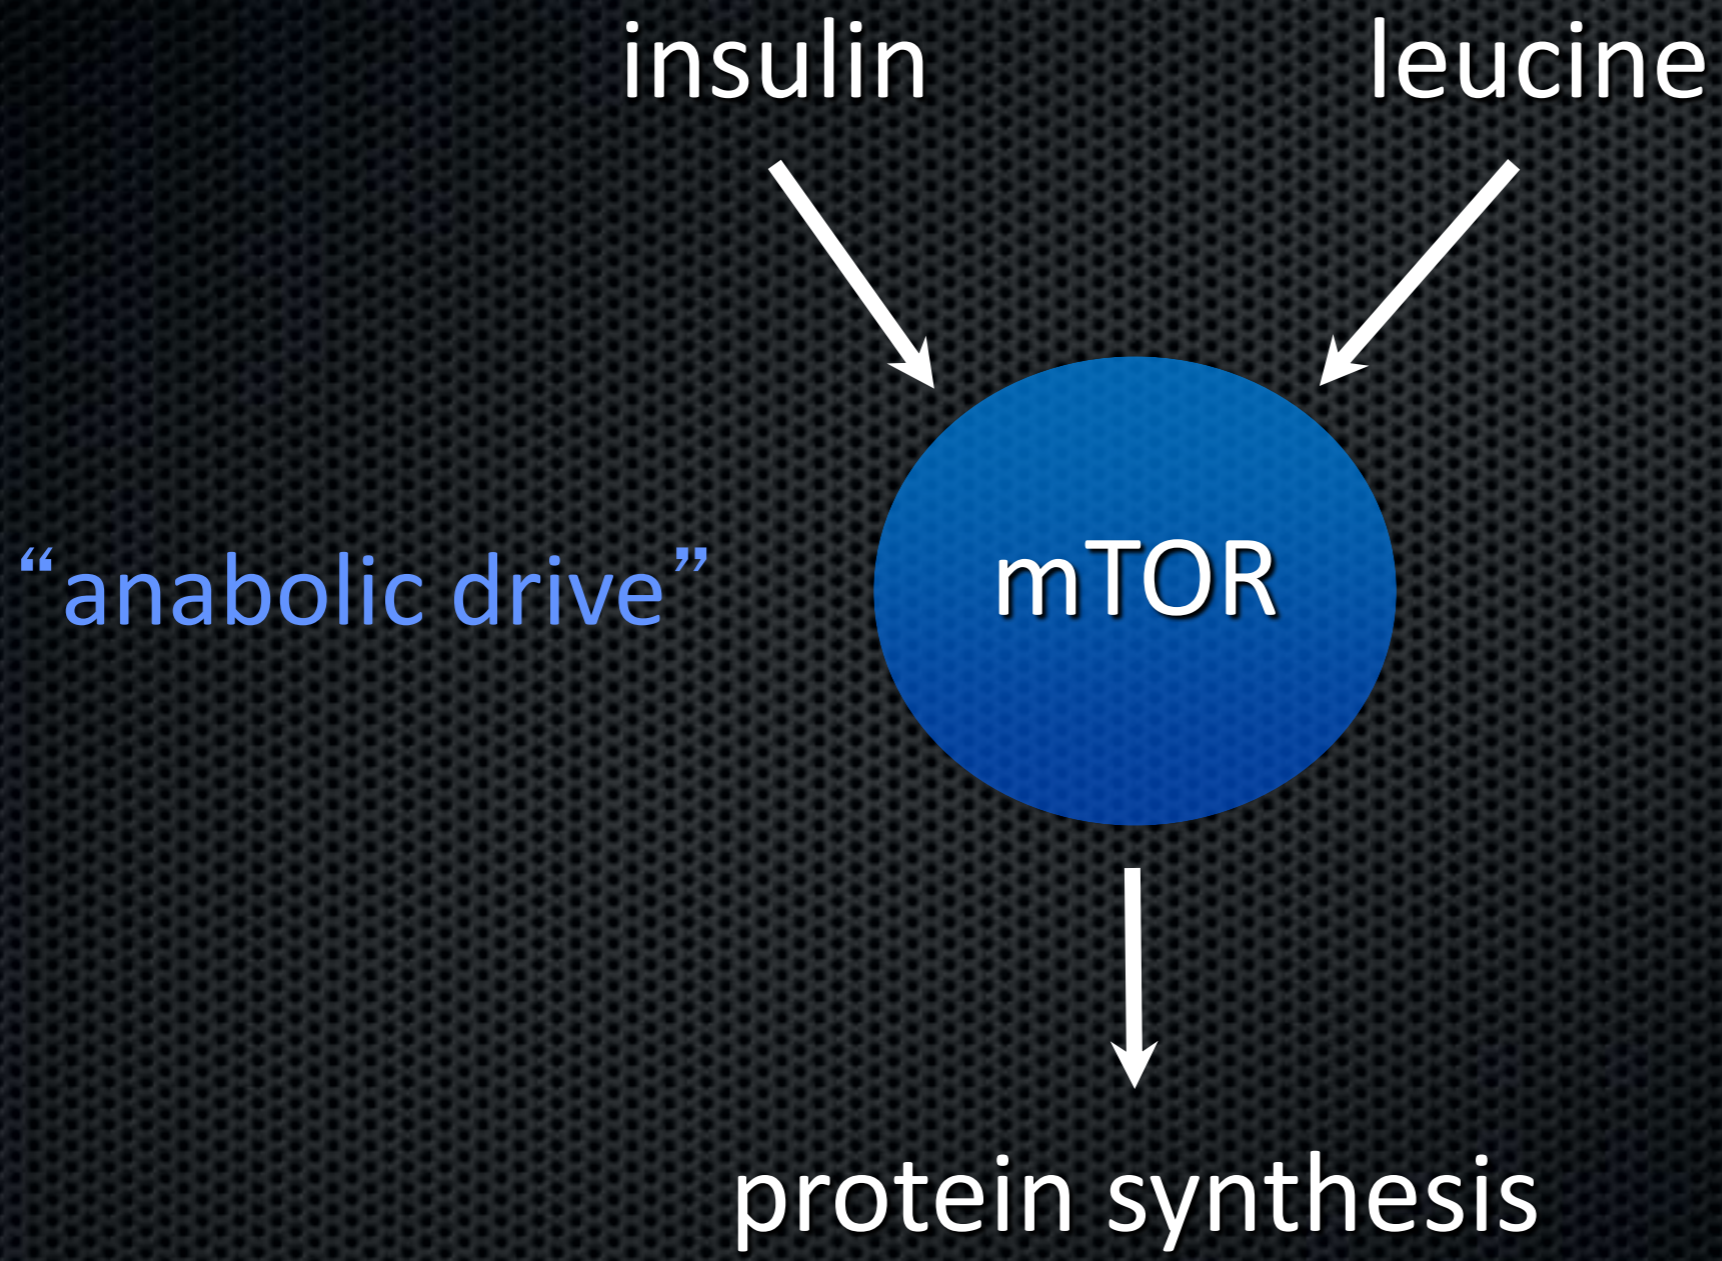 insulin leucine
“anabolic drive”
mTOR
protein synthesis